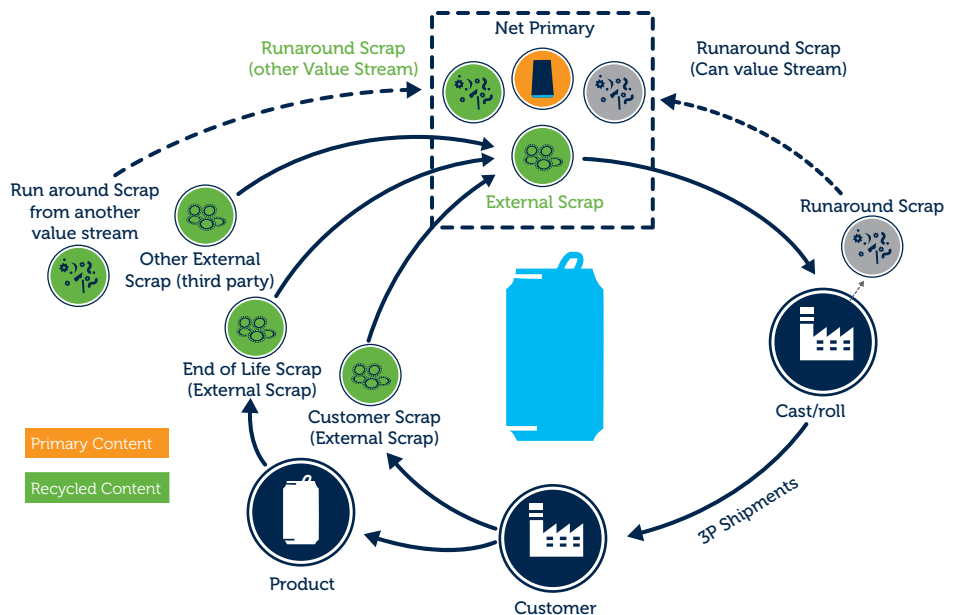 Net Primary
Runaround Scrap
(other Value Stream)
Runaround Scrap
(Can value Stream)
External Scrap
Run around Scrap
from another
value stream
Other External
Scrap (third party)
Runaround Scrap
End of Life Scrap
(External Scrap)
Customer Scrap
(External Scrap)
Cast/roll
Primary Content
Recycled Content
3P Shipments
Product
Customer